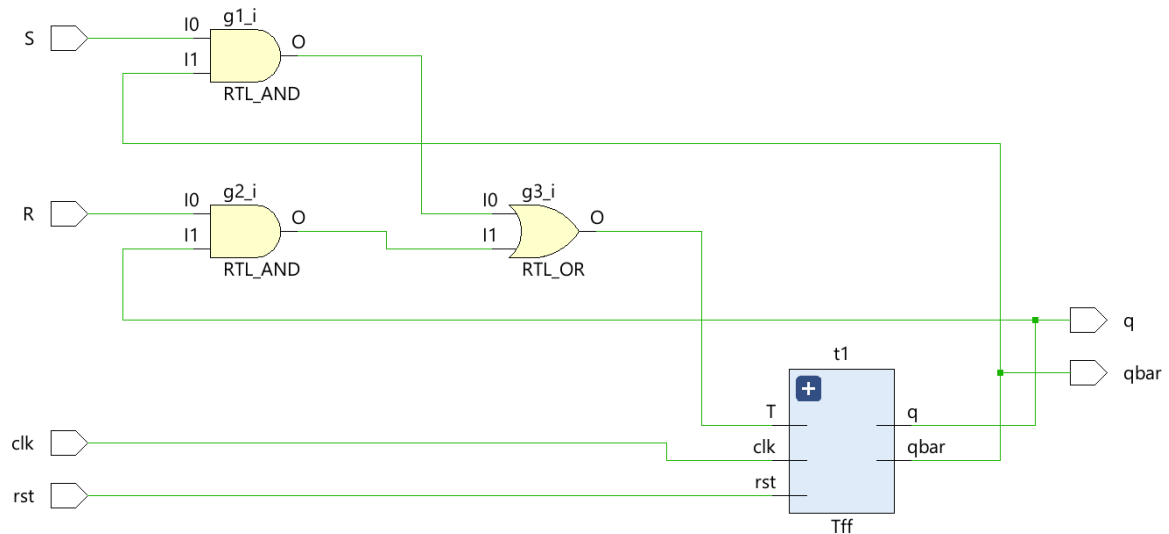 g1_i
S
I0
O
I1
RTL_AND
g2_i
g3_i
R
I0
I0
O
O
I1
I1
RTL_AND
RTL_OR
q
t1
qbar
+
T
q
clk
clk
qbar
rst
rst
Tff